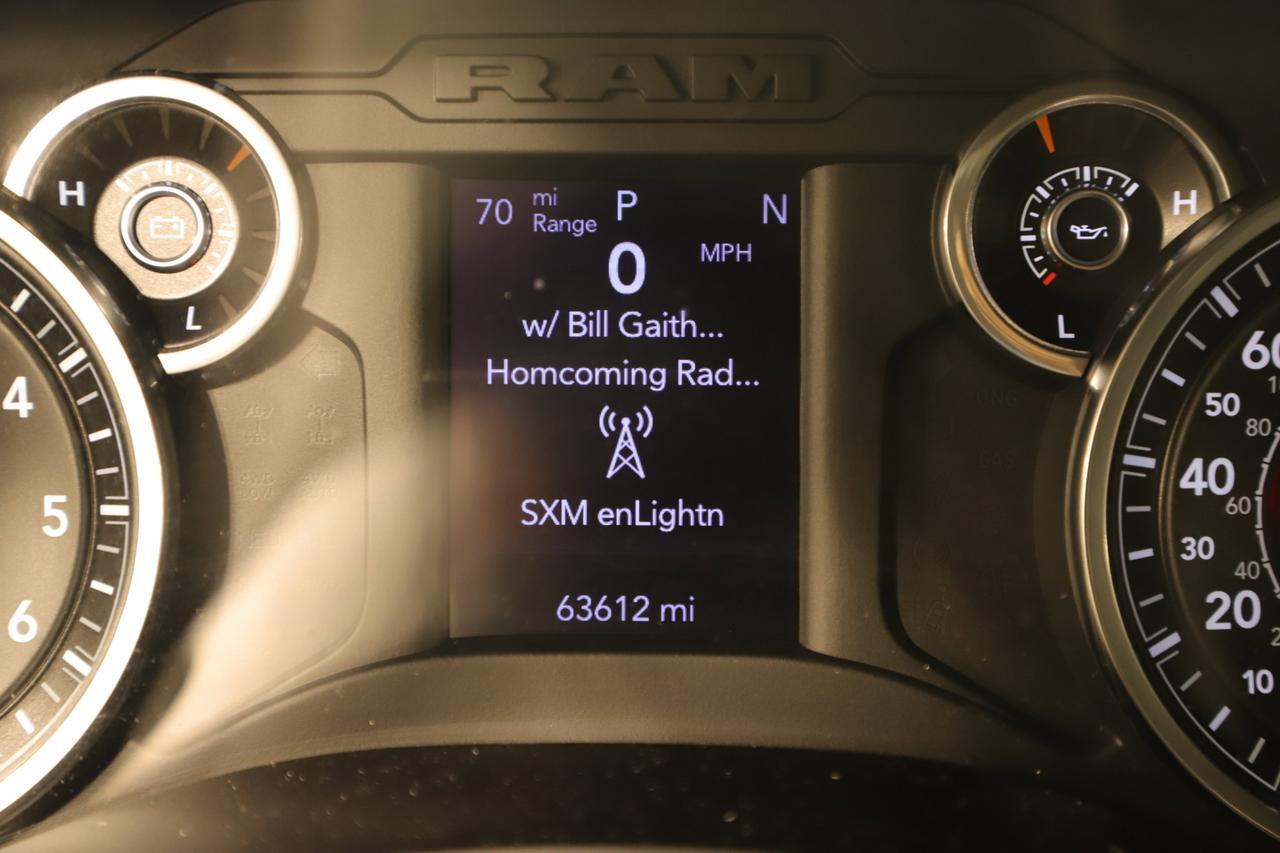 RAM
H
L
4
5
6
70 mi Range P N
0 MPH
w/ Bill Gaith...
Homcoming Rad...
SXM enLightn
63612 mi
H
L
60
50
80
40
60
30
40
20
10